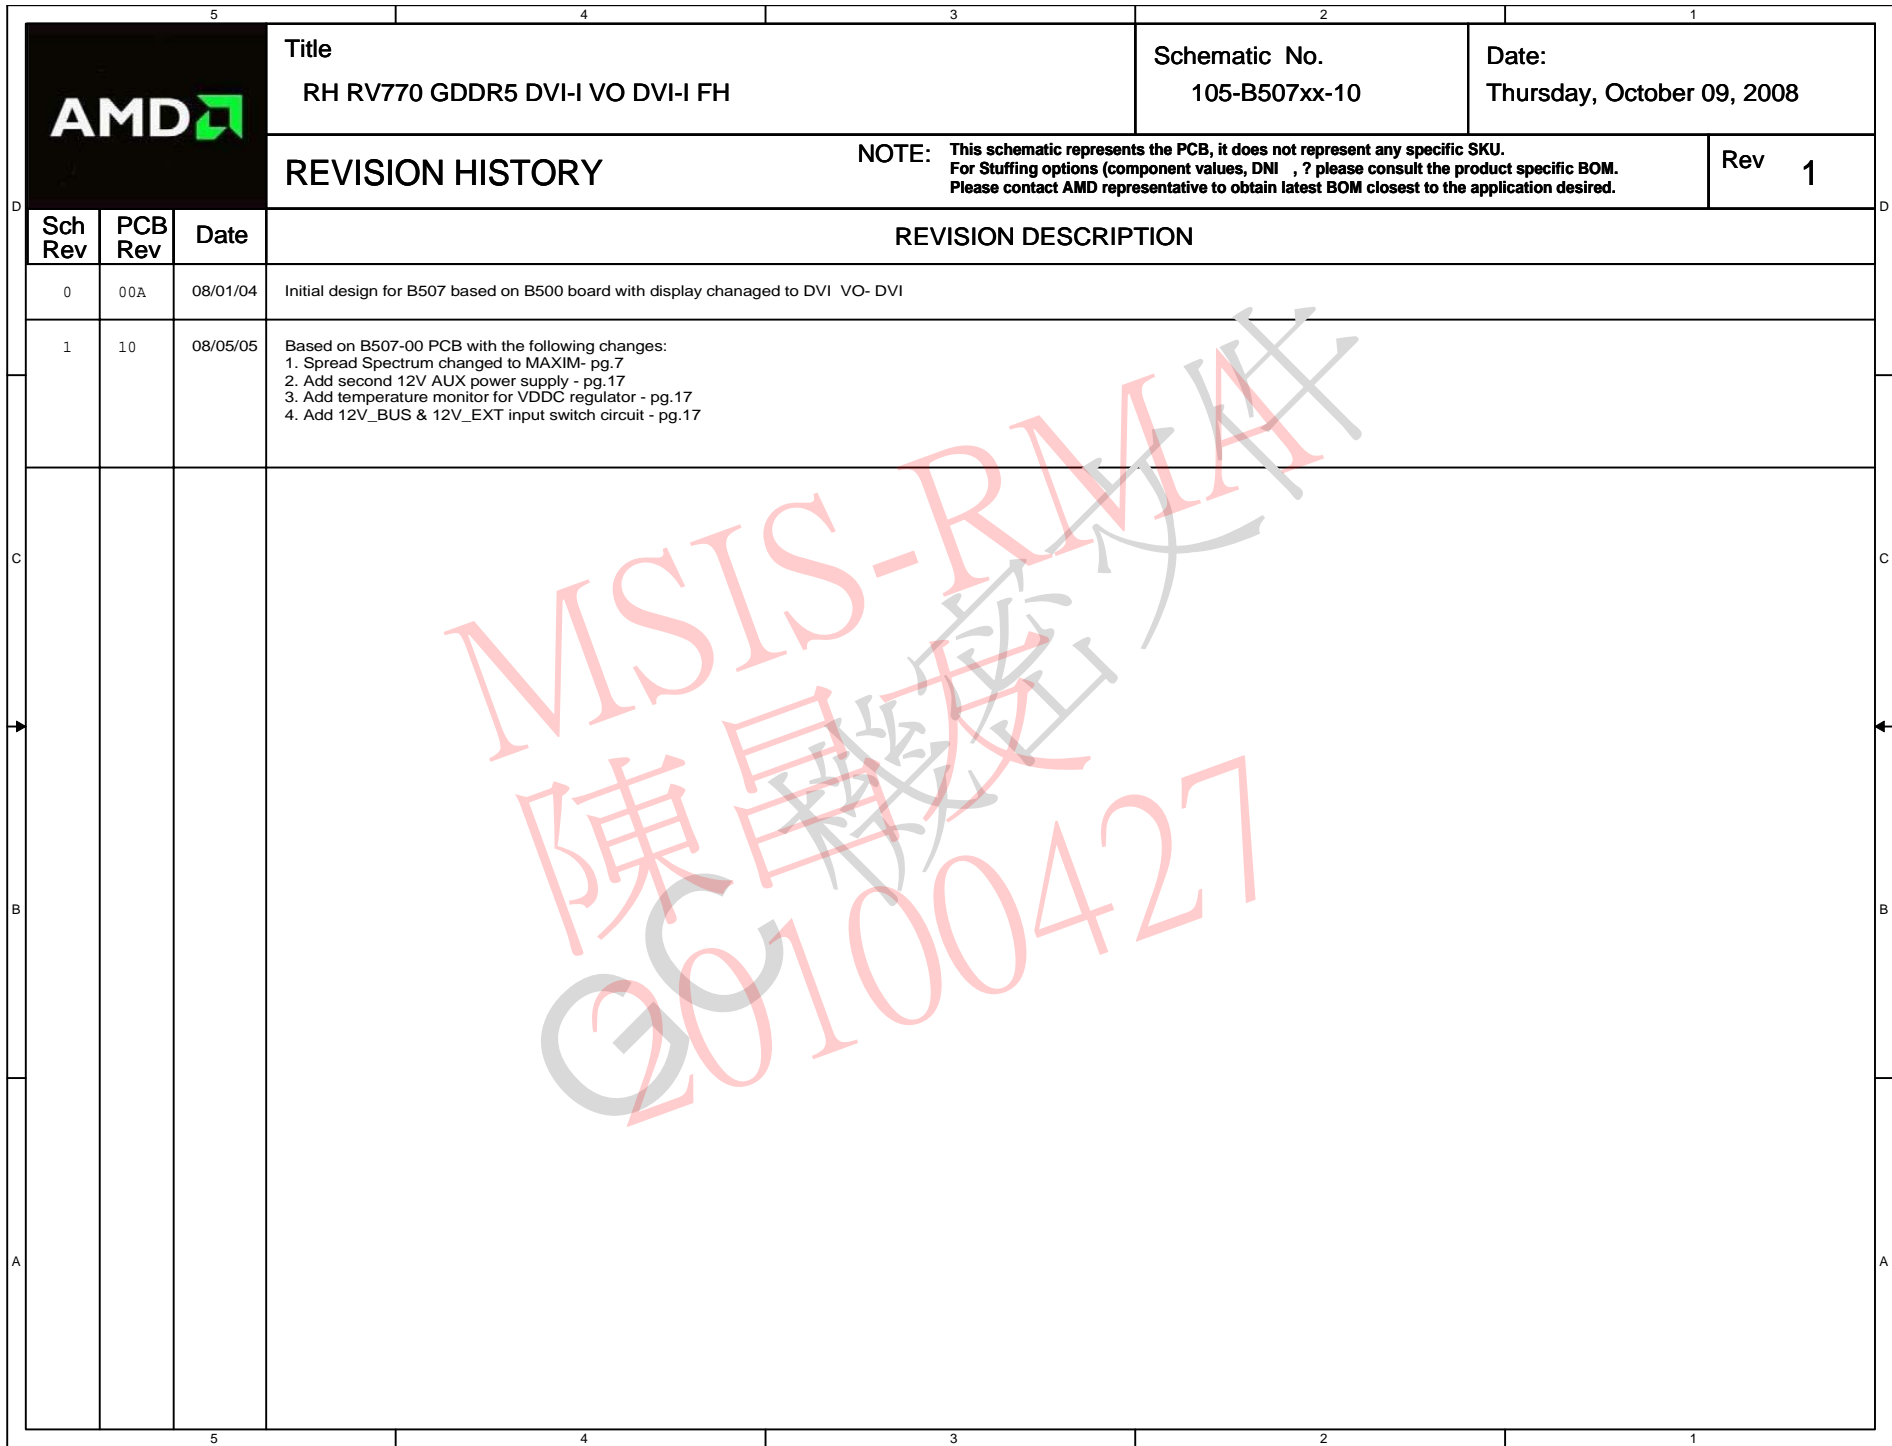 5 4 3 2 1
AMD
Title
RH RV770 GDDR5 DVI-I VO DVI-I FH
Schematic No.
105-B507xx-10
Date:
Thursday, October 09, 2008
REVISION HISTORY
NOTE:
This schematic represents the PCB, it does not represent any specific SKU.
For Stuffing options (component values, DNI , ? please consult the product specific BOM.
Please contact AMD representative to obtain latest BOM closest to the application desired.
Rev 1
D D
Sch Rev
PCB Rev
Date
REVISION DESCRIPTION
0 00A 08/01/04 Initial design for B507 based on B500 board with display chanaged to DVI VO- DVI
1 10 08/05/05 Based on B507-00 PCB with the following changes:
1. Spread Spectrum changed to MAXIM- pg.7
2. Add second 12V AUX power supply - pg.17
3. Add temperature monitor for VDDC regulator - pg.17
4. Add 12V_BUS & 12V_EXT input switch circuit - pg.17
C C
MSIS-RMA
陳昌友
20100427
GC 機密文件
B B
A A
5 4 3 2 1